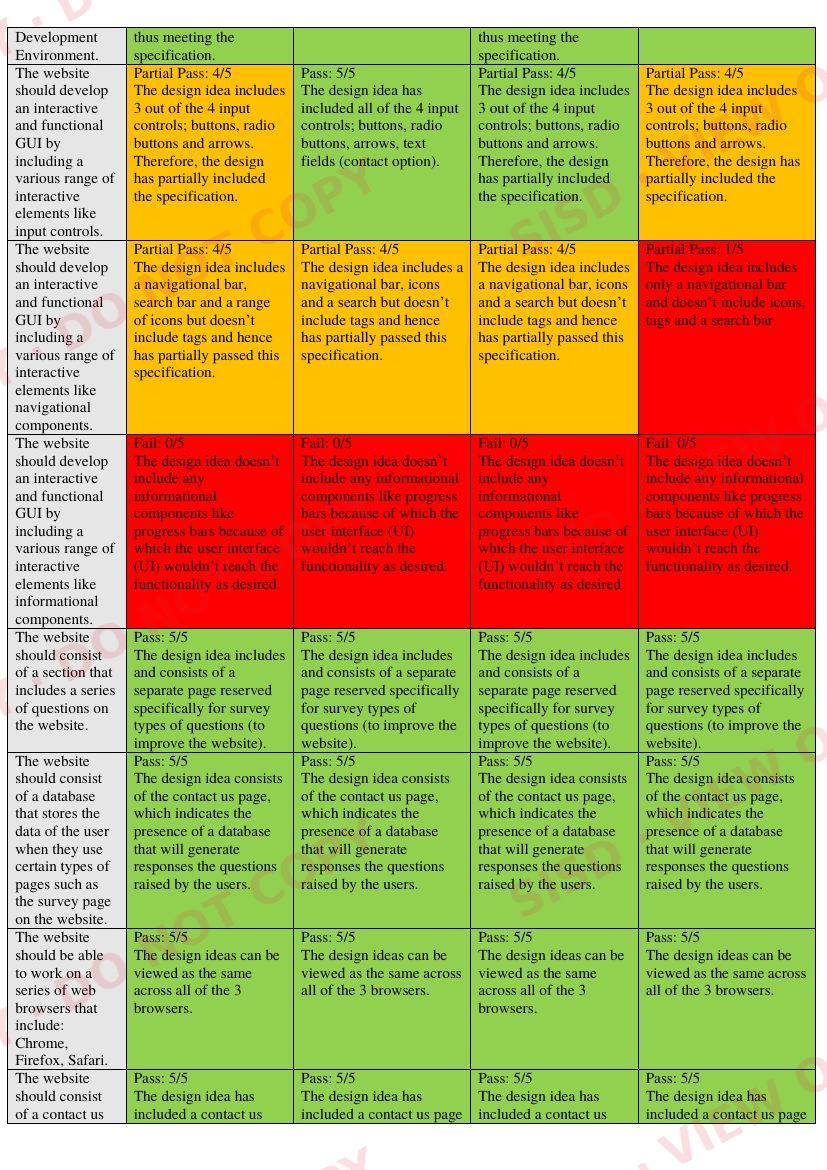 Development
Environment.
thus meeting the
specification.
thus meeting the
specification.
The website
should develop
an interactive
and functional
GUI by
including a
various range of
interactive
elements like
input controls.
Partial Pass: 4/5
The design idea includes
3 out of the 4 input
controls; buttons, radio
buttons and arrows.
Therefore, the design
has partially included
the specification.
Pass: 5/5
The design idea has
included all of the 4 input
controls; buttons, radio
buttons, arrows, text
fields (contact option).
Partial Pass: 4/5
The design idea includes
3 out of the 4 input
controls; buttons, radio
buttons and arrows.
Therefore, the design
has partially included
the specification.
Partial Pass: 4/5
The design idea includes
3 out of the 4 input
controls; buttons, radio
buttons and arrows.
Therefore, the design has
partially included the
specification.
The website
should develop
an interactive
and functional
GUI by
including a
various range of
interactive
elements like
navigational
components.
Partial Pass: 4/5
The design idea includes
a navigational bar,
search bar and a range
of icons but doesn't
include tags and hence
has partially passed this
specification.
Partial Pass: 4/5
The design idea includes a
navigational bar, icons
and a search but doesn't
include tags and hence
has partially passed this
specification.
Partial Pass: 4/5
The design idea includes
a navigational bar, icons
and a search but doesn't
include tags and hence
has partially passed this
specification.
Partial Pass: 1/5
The design idea includes
only a navigational bar
and doesn't include icons,
tags and a search bar.
The website
should develop
an interactive
and functional
GUI by
including a
various range of
interactive
elements like
informational
components.
Fail: 0/5
The design idea doesn't
include any
informational
components like
progress bars because of
which the user interface
(UI) wouldn't reach the
functionality as desired.
Fail: 0/5
The design idea doesn't
include any informational
components like progress
bars because of which the
user interface (UI)
wouldn't reach the
functionality as desired.
Fail: 0/5
The design idea doesn't
include any
informational
components like
progress bars because of
which the user interface
(UI) wouldn't reach the
functionality as desired.
Fail: 0/5
The design idea doesn't
include any informational
components like progress
bars because of which the
user interface (UI)
wouldn't reach the
functionality as desired.
The website
should consist
of a section that
includes a series
of questions on
the website.
Pass: 5/5
The design idea includes
and consists of a
separate page reserved
specifically for survey
types of questions (to
improve the website).
Pass: 5/5
The design idea includes
and consists of a separate
page reserved specifically
for survey types of
questions (to improve the
website).
Pass: 5/5
The design idea includes
and consists of a
separate page reserved
specifically for survey
types of questions (to
improve the website).
Pass: 5/5
The design idea includes
and consists of a separate
page reserved specifically
for survey types of
questions (to improve the
website).
The website
should consist
of a database
that stores the
data of the user
when they use
certain types of
pages such as
the survey page
on the website.
Pass: 5/5
The design idea consists
of the contact us page,
which indicates the
presence of a database
that will generate
responses the questions
raised by the users.
Pass: 5/5
The design idea consists
of the contact us page,
which indicates the
presence of a database
that will generate
responses the questions
raised by the users.
Pass: 5/5
The design idea consists
of the contact us page,
which indicates the
presence of a database
that will generate
responses the questions
raised by the users.
Pass: 5/5
The design idea consists
of the contact us page,
which indicates the
presence of a database
that will generate
responses the questions
raised by the users.
The website
should be able
to work on a
series of web
browsers that
include:
Chrome,
Firefox, Safari.
Pass: 5/5
The design ideas can be
viewed as the same
across all of the 3
browsers.
Pass: 5/5
The design ideas can be
viewed as the same across
all of the 3 browsers.
Pass: 5/5
The design ideas can be
viewed as the same
across all of the 3
browsers.
Pass: 5/5
The design ideas can be
viewed as the same across
all of the 3 browsers.
The website
should consist
of a contact us
Pass: 5/5
The design idea has
included a contact us
Pass: 5/5
The design idea has
included a contact us page
Pass: 5/5
The design idea has
included a contact us
Pass: 5/5
The design idea has
included a contact us page
DO NOT COPY
SISD - VIEW O
DO NOT COPY
SISD - VIEW O